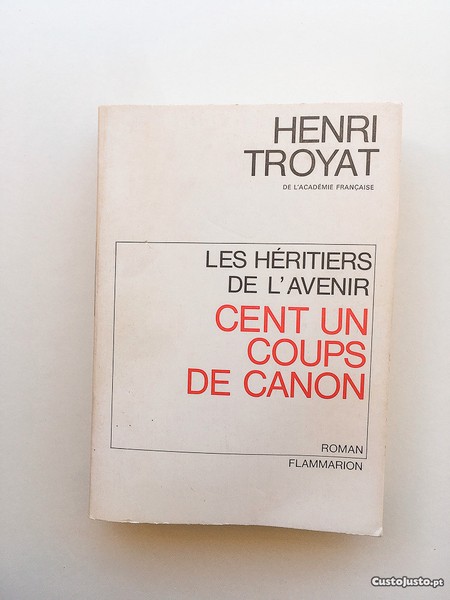 HENRI
TROYAT
DE L'ACADÉMIE FRANÇAISE
LES HÉRITIERS
DE L'AVENIR
CENT UN
COUPS
DE CANON
ROMAN
FLAMMARION
CustoJusto.pt